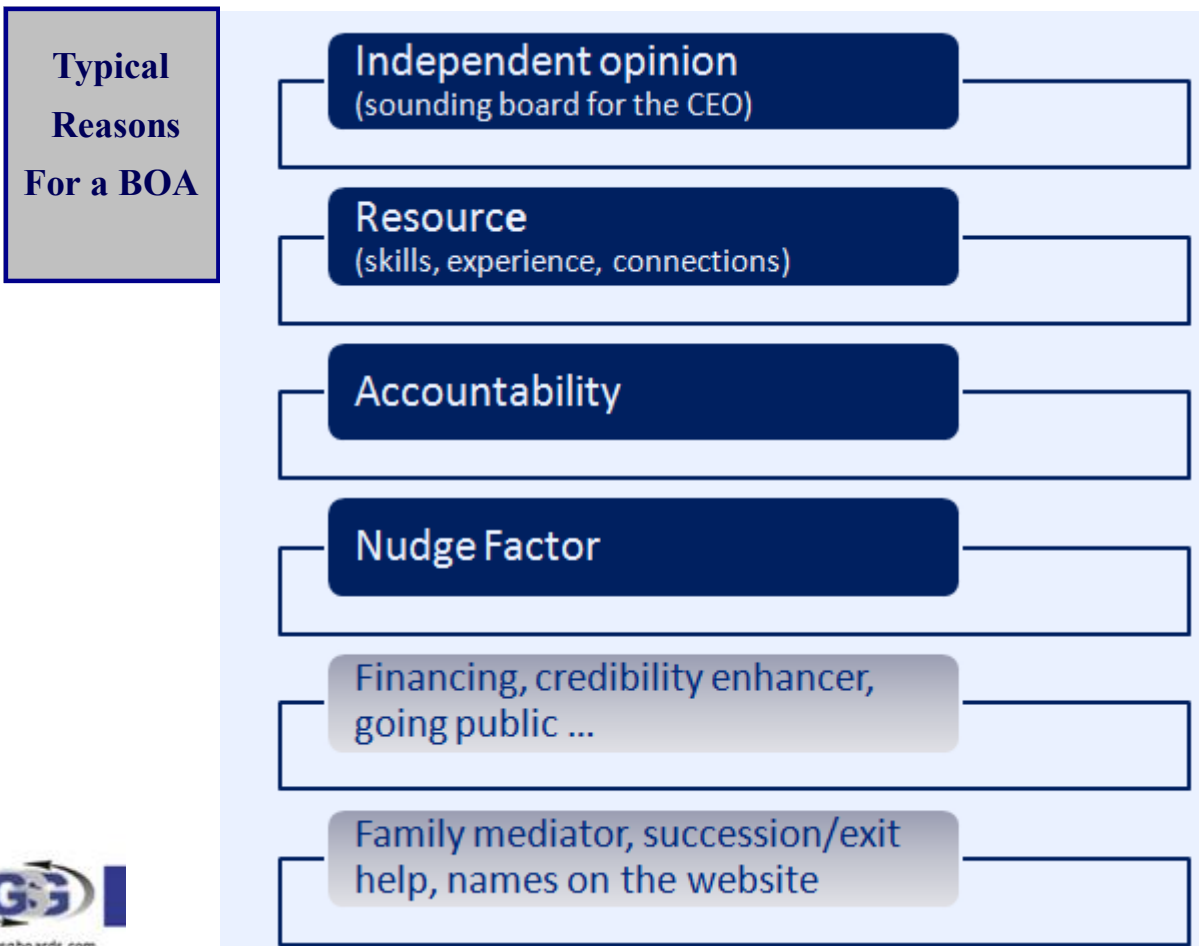 Typical
Reasons
For a BOA
Independent opinion
(sounding board for the CEO)
Resource
(skills, experience, connections)
Accountability
Nudge Factor
Financing, credibility enhancer,
going public ...
Family mediator, succession/exit
help, names on the website
GSG